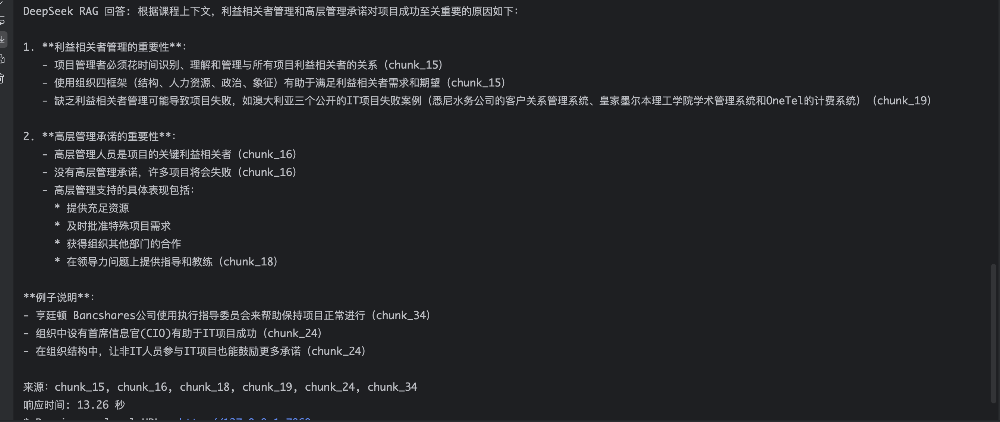 DeepSeek RAG 回答: 根据课程上下文，利益相关者管理和高层管理承诺对项目成功至关重要的原因如下：
1. **利益相关者管理的重要性**：
- 项目管理者必须花时间识别、理解和管理与所有项目利益相关者的关系（chunk_15）
- 使用组织四框架（结构、人力资源、政治、象征）有助于满足利益相关者需求和期望（chunk_15）
- 缺乏利益相关者管理可能导致项目失败，如澳大利亚三个公开的IT项目失败案例（悉尼水务公司的客户关系管理系统、皇家墨尔本理工学院学术管理系统和OneTel的计费系统）（chunk_19）
2. **高层管理承诺的重要性**：
- 高层管理人员是项目的关键利益相关者（chunk_16）
- 没有高层管理承诺，许多项目将会失败（chunk_16）
- 高层管理支持的具体表现包括：
* 提供充足资源
* 及时批准特殊项目需求
* 获得组织其他部门的合作
* 在领导力问题上提供指导和教练（chunk_18）
**例子说明**：
- 亨廷顿 Bancshares公司使用执行指导委员会来帮助保持项目正常进行（chunk_34）
- 组织中设有首席信息官(CIO)有助于IT项目成功（chunk_24）
- 在组织结构中，让非IT人员参与IT项目也能鼓励更多承诺（chunk_24）
来源：chunk_15, chunk_16, chunk_18, chunk_19, chunk_24, chunk_34
响应时间: 13.26 秒